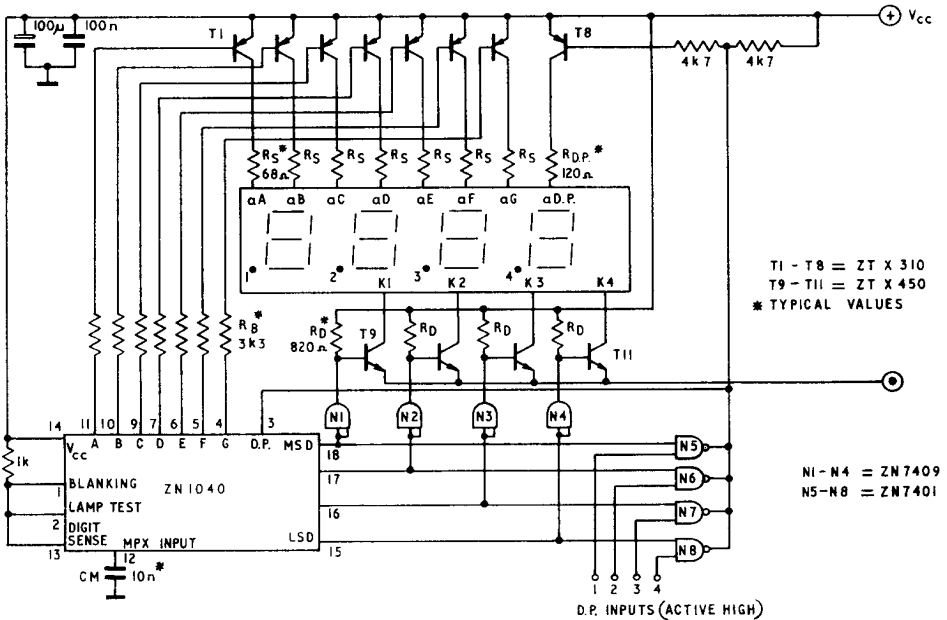 100μ 100n T1 T8 + Vcc
4k7 4k7
RS* RS RS RS RS RS RS RD.P.*
68Ω 120Ω
aA aB aC aD aE aF aG aD.P.
1 2 3 4
K1 K2 K3 K4
T1 - T8 = ZT X 310
T9 - T11 = ZT X 450
* TYPICAL VALUES
RB* 3k3
RD* 820Ω T9 RD RD RD T11
N1 N2 N3 N4
14 11 10 9 7 6 5 4 3
VCC A B C D E F G D.P. MSD 18
1k
BLANKING 1
ZN1040
17
LAMP TEST 2
16
DIGIT SENSE 13
MPX INPUT 12
LSD 15
CM 10n*
N5
N6
N7
N8
N1-N4 = ZN7409
N5-N8 = ZN7401
1 2 3 4
D.P. INPUTS (ACTIVE HIGH)